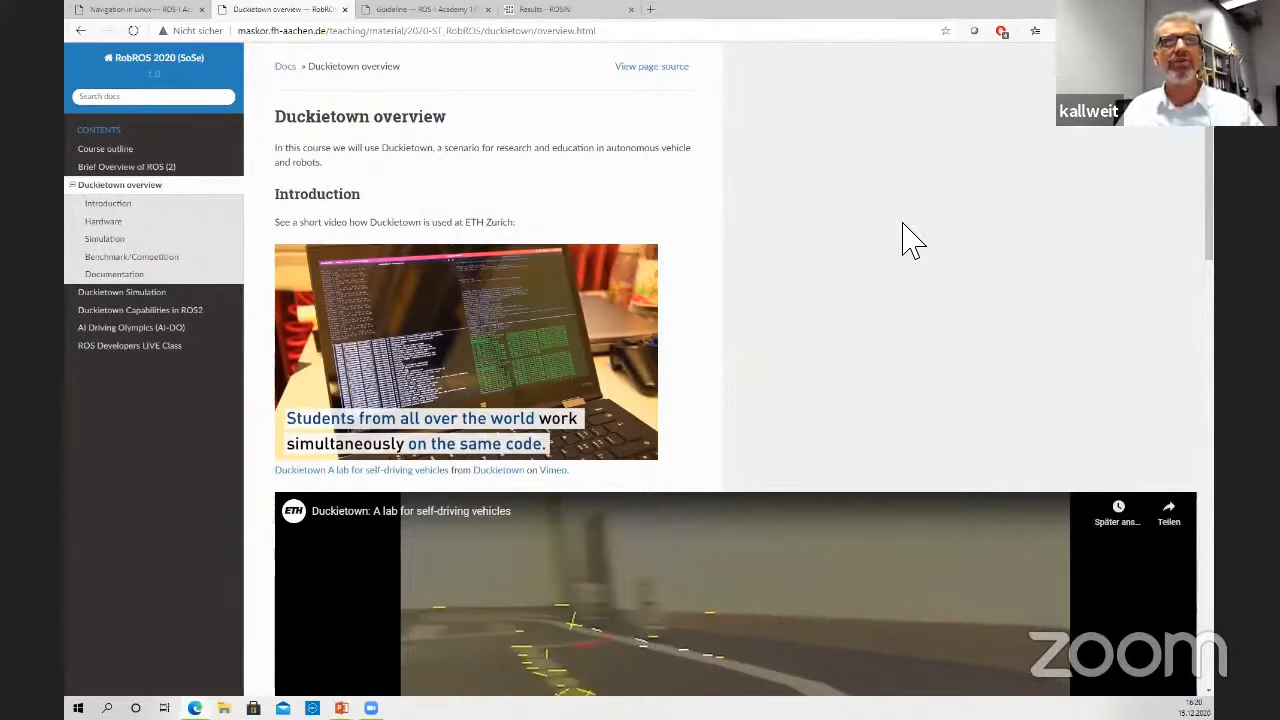 Navigation in Linux — ROS-I Ac
Duckietown overview — RobRO
Guideline — ROS-I Academy 1.0
Results – ROSIN
Nicht sicher
maskor.fh-aachen.de/teaching/material/2020-ST_RobROS/duckietown/overview.html
kallweit
RobROS 2020 (SoSe)
1.0
Search docs
CONTENTS
Course outline
Brief Overview of ROS (2)
Duckietown overview
Introduction
Hardware
Simulation
Benchmark/Competition
Documentation
Duckietown Simulation
Duckietown Capabilities in ROS2
AI Driving Olympics (AI-DO)
ROS Developers LIVE Class
Docs » Duckietown overview
View page source
Duckietown overview
In this course we will use Duckietown, a scenario for research and education in autonomous vehicle
and robots.
Introduction
See a short video how Duckietown is used at ETH Zurich:
Students from all over the world work
simultaneously on the same code.
Duckietown A lab for self-driving vehicles from Duckietown on Vimeo.
ETH
Duckietown: A lab for self-driving vehicles
Später ans...
Teilen
zoom
16:20
15.12.2020